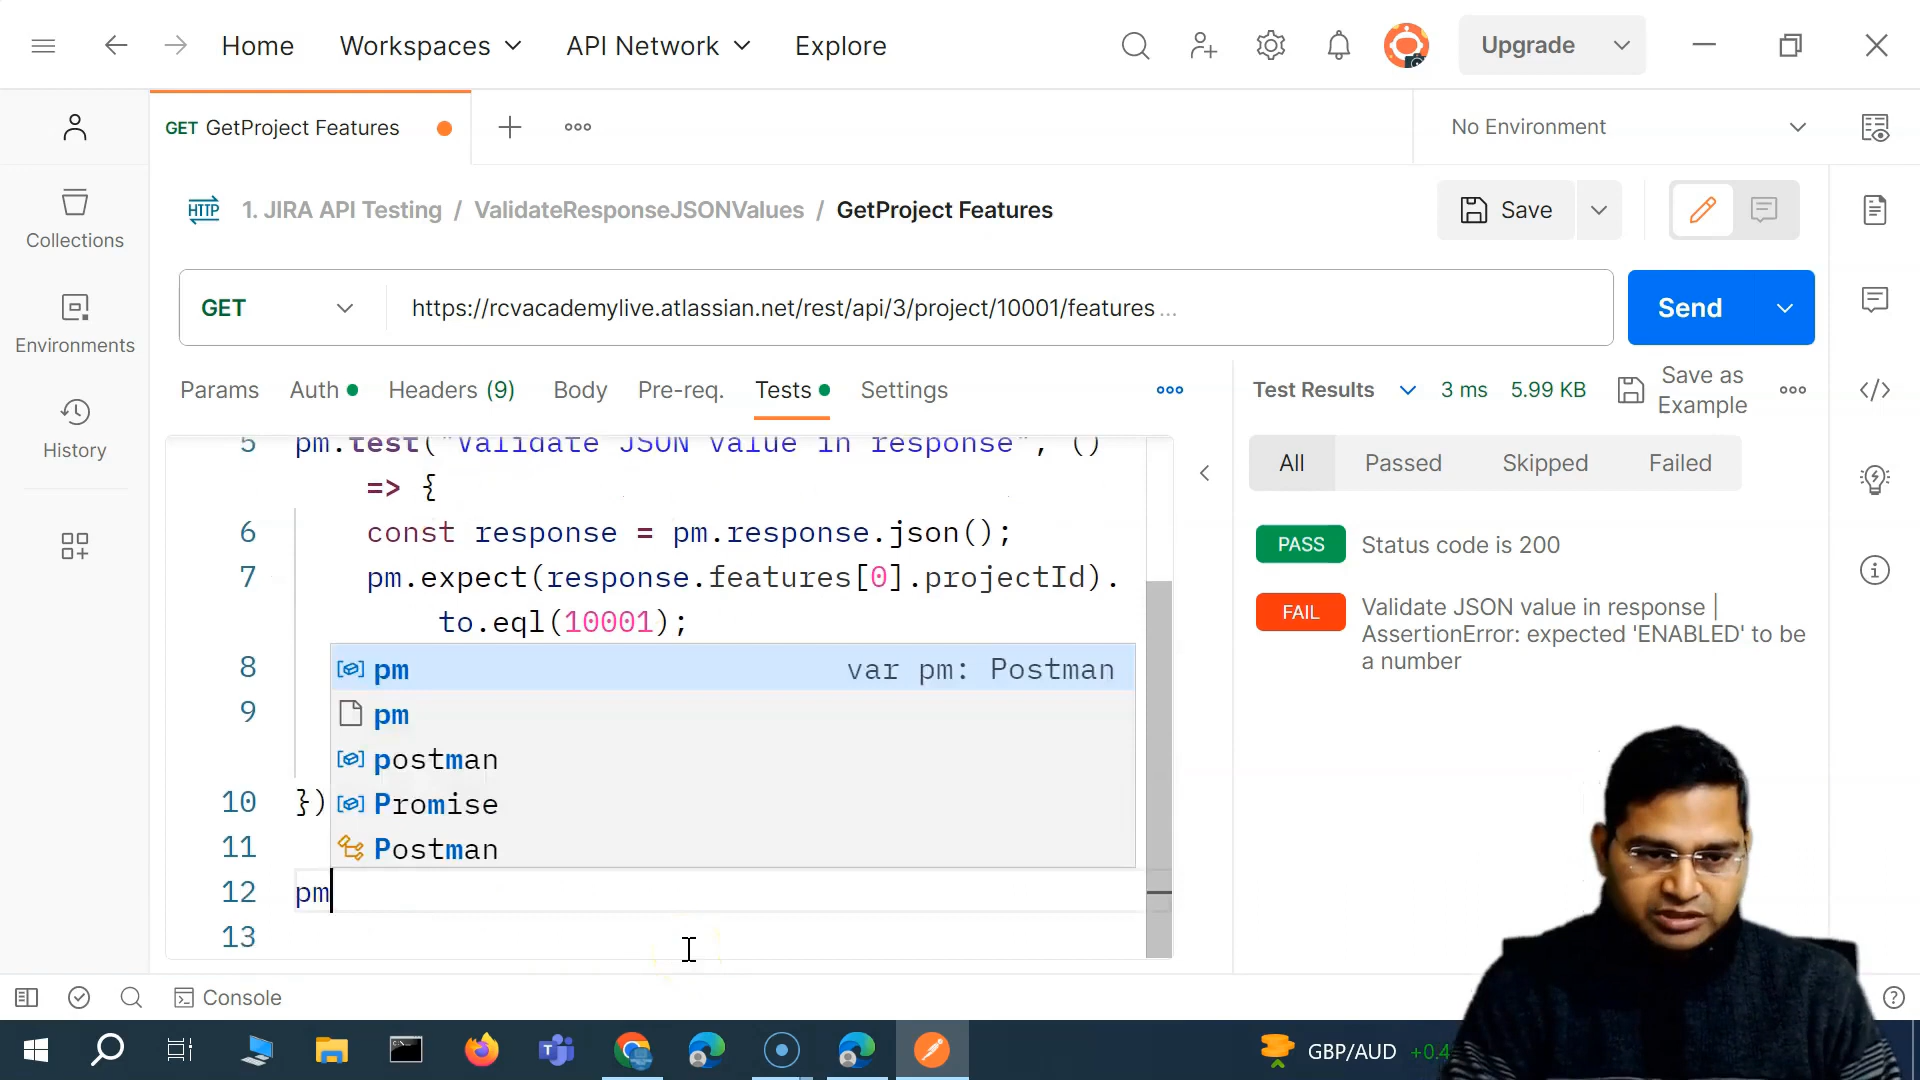 Home
Workspaces
API Network
Explore
Upgrade
GET GetProject Features
No Environment
HTTP 1. JIRA API Testing / ValidateResponseJSONValues / GetProject Features
Save
Collections
Environments
History
GET
https://rcvacademylive.atlassian.net/rest/api/3/project/10001/features ...
Send
Params
Auth
Headers (9)
Body
Pre-req.
Tests
Settings
Test Results
3 ms
5.99 KB
Save as
Example
5 pm.test("Validate JSON value in response", ()
=> {
6 const response = pm.response.json();
7 pm.expect(response.features[0].projectId).
to.eql(10001);
8
9
10 })
11
12 pm
13
pm var pm: Postman
pm
postman
Promise
Postman
All
Passed
Skipped
Failed
PASS Status code is 200
FAIL Validate JSON value in response |
AssertionError: expected 'ENABLED' to be
a number
Console
GBP/AUD +0.4